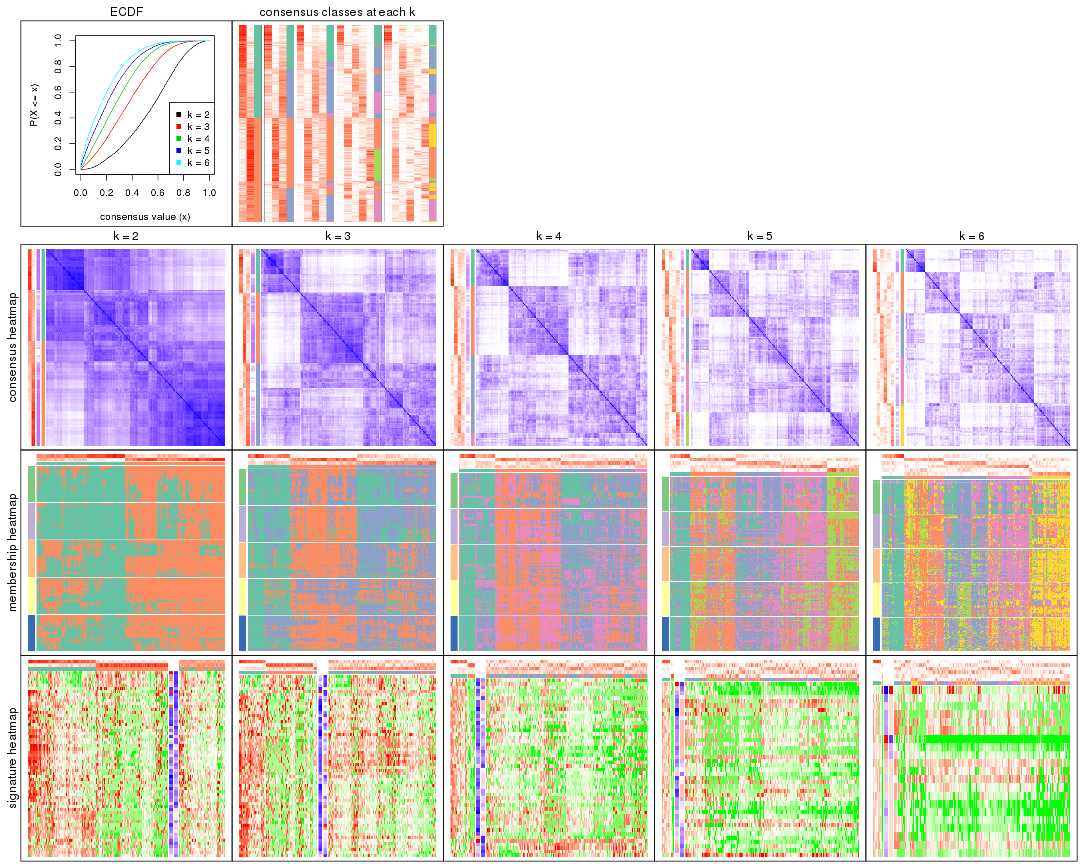 ECDF
consensus classes at each k
P(X <= x)
0.0 0.2 0.4 0.6 0.8 1.0
k = 2
k = 3
k = 4
k = 5
k = 6
0.0 0.2 0.4 0.6 0.8 1.0
consensus value (x)
k = 2 k = 3 k = 4 k = 5 k = 6
consensus heatmap
membership heatmap
signature heatmap